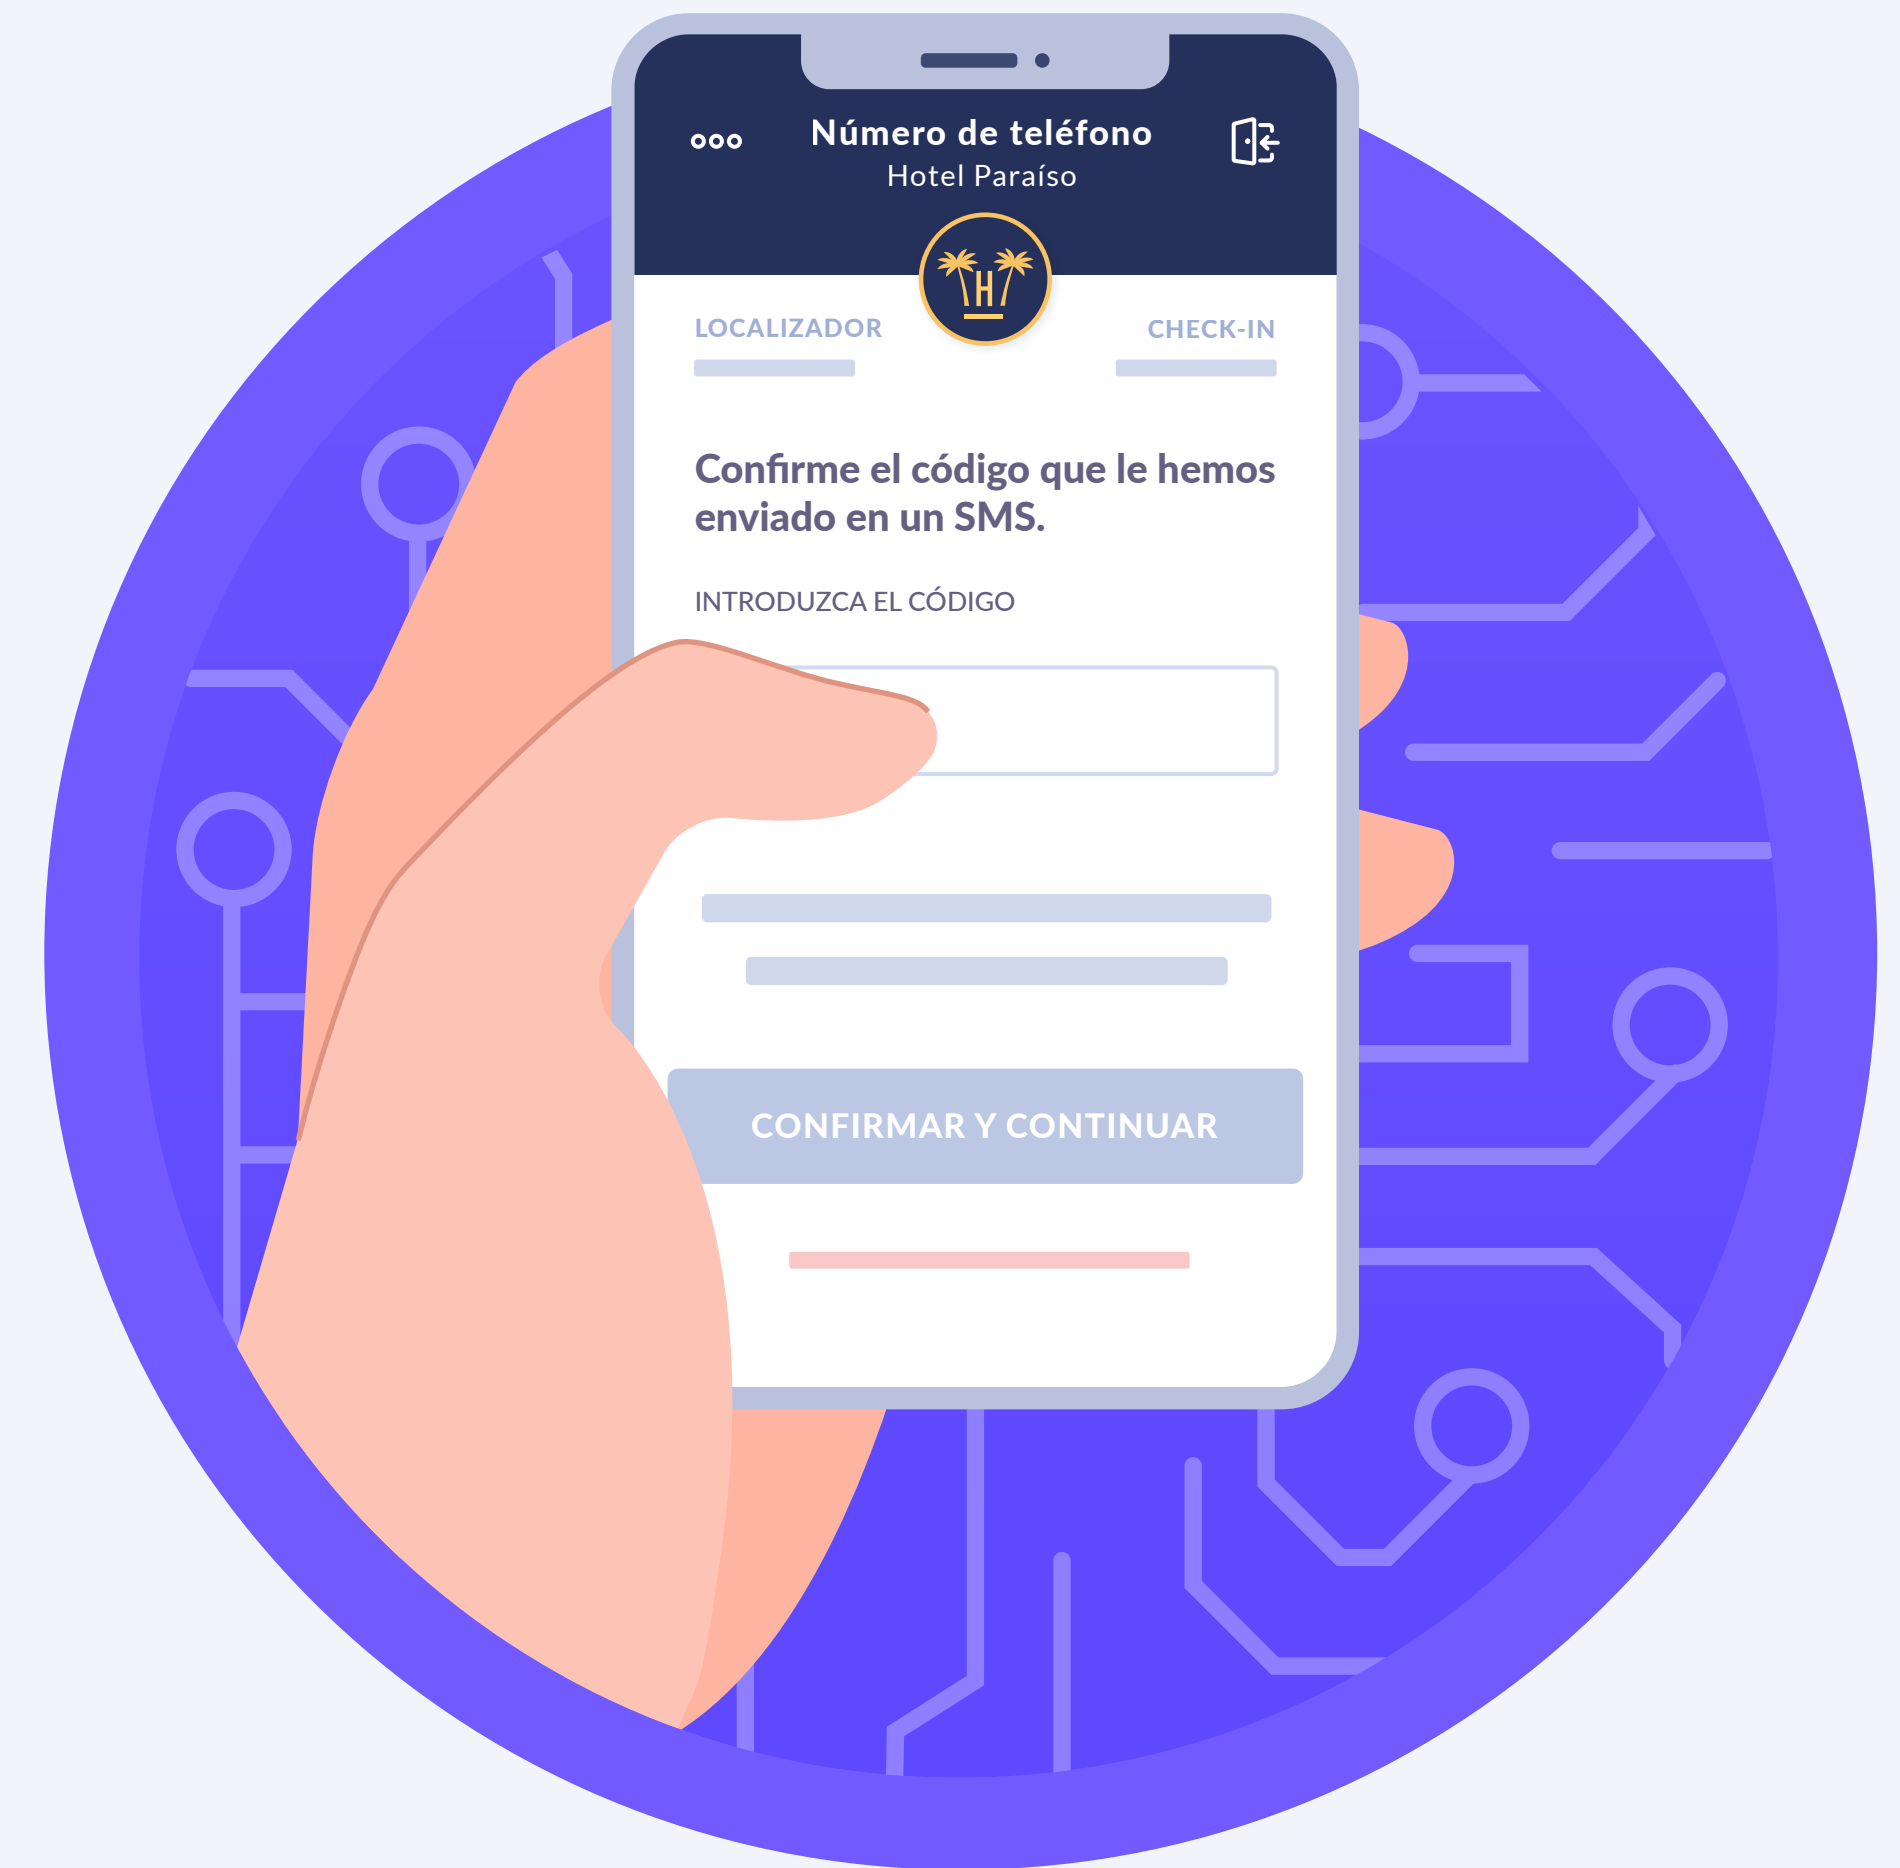 Número de teléfono
Hotel Paraíso
H
LOCALIZADOR
CHECK-IN
Confirme el código que le hemos
enviado en un SMS.
INTRODUZCA EL CÓDIGO
CONFIRMAR Y CONTINUAR